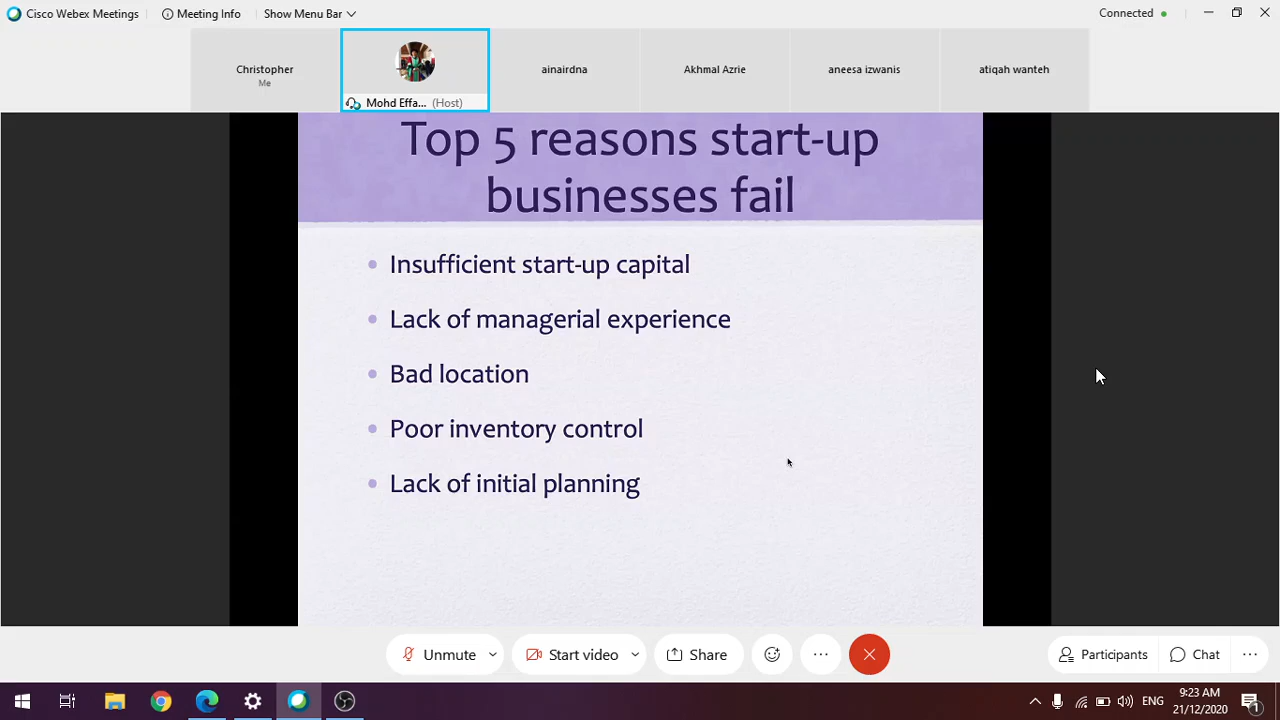 Cisco Webex Meetings Meeting Info Show Menu Bar Connected
Christopher
Me
Mohd Effa... (Host)
ainairdna
Akhmal Azrie
aneesa izwanis
atiqah wanteh
Top 5 reasons start-up
businesses fail
• Insufficient start-up capital
• Lack of managerial experience
• Bad location
• Poor inventory control
• Lack of initial planning
Unmute Start video Share Participants Chat
ENG
9:23 AM
21/12/2020
1